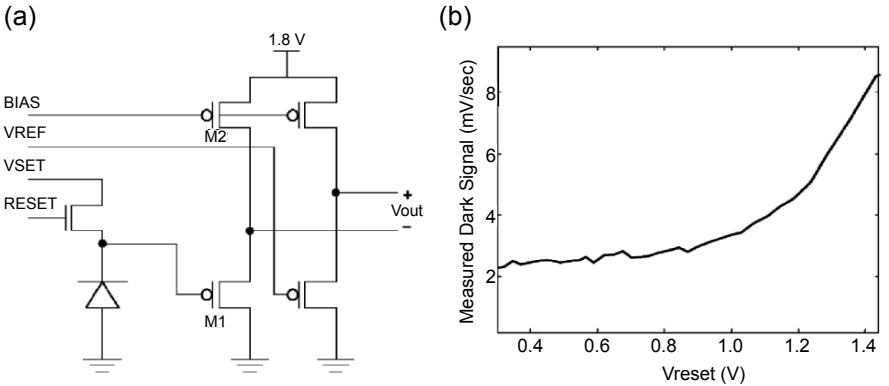 (a)
1.8 V
BIAS
M2
VREF
VSET
RESET
+
Vout
−
M1
(b)
Measured Dark Signal (mV/sec)
8
6
4
2
0.4 0.6 0.8 1.0 1.2 1.4
Vreset (V)